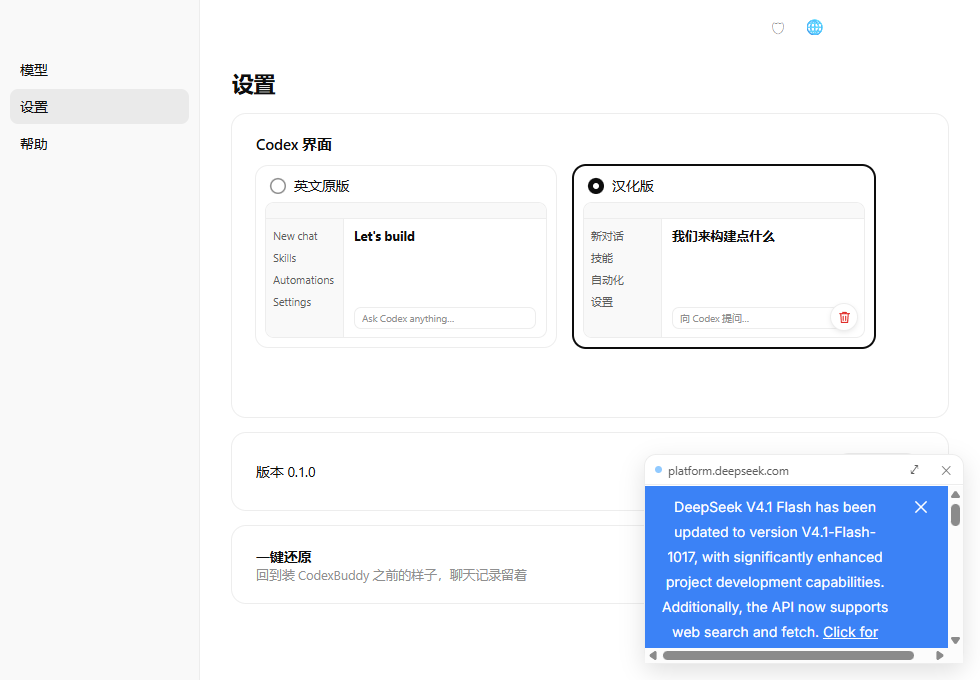 模型
设置
帮助
设置
Codex 界面
英文原版
New chat
Skills
Automations
Settings
Let's build
Ask Codex anything...
汉化版
新对话
技能
自动化
设置
我们来构建点什么
向 Codex 提问...
版本 0.1.0
一键还原
回到装 CodexBuddy 之前的样子，聊天记录留着
platform.deepseek.com
DeepSeek V4.1 Flash has been
updated to version V4.1-Flash-
1017, with significantly enhanced
project development capabilities.
Additionally, the API now supports
web search and fetch. Click for